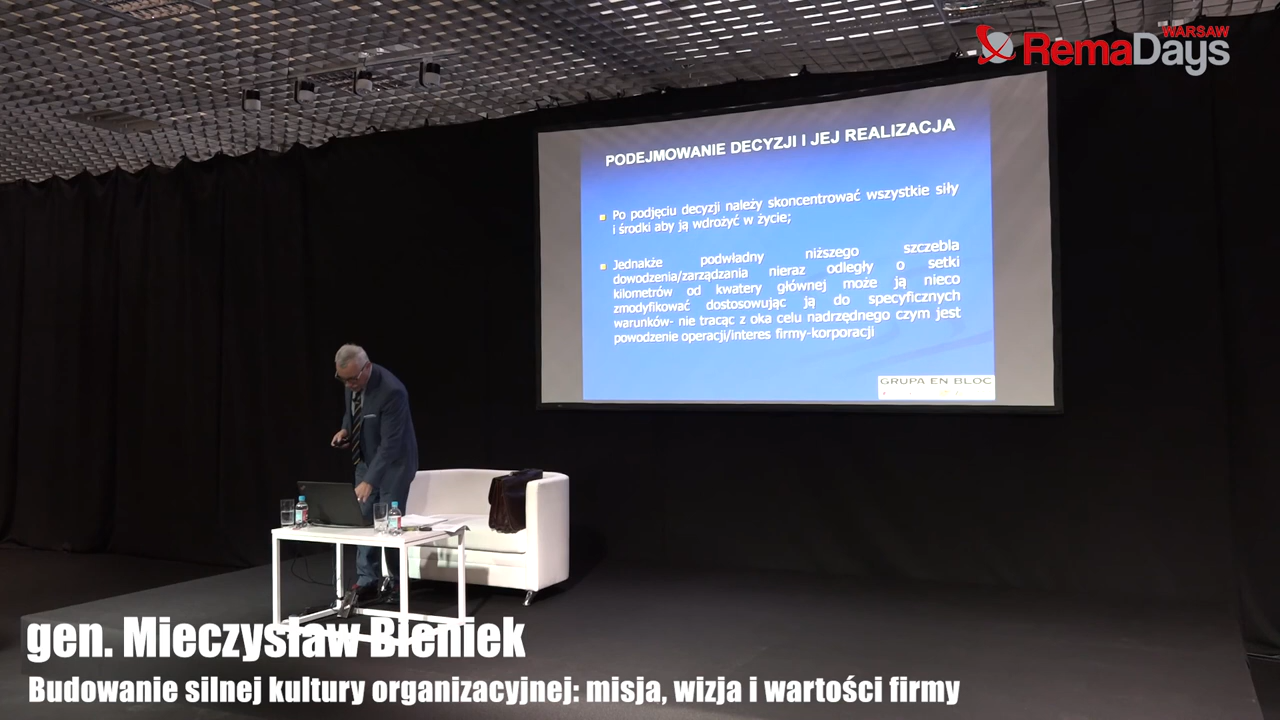 WARSAW
RemaDays
PODEJMOWANIE DECYZJI I JEJ REALIZACJA
Po podjęciu decyzji należy skoncentrować wszystkie siły
i środki aby ją wdrożyć w życie;
Jednakże podwładny niższego szczebla
dowodzenia/zarządzania nieraz odległy o setki
kilometrów od kwatery głównej może ją nieco
zmodyfikować dostosowując ją do specyficznych
warunków- nie tracąc z oka celu nadrzędnego czym jest
powodzenie operacji/interes firmy-korporacji
GRUPA EN BLOC
gen. Mieczysław Bieniek
Budowanie silnej kultury organizacyjnej: misja, wizja i wartości firmy